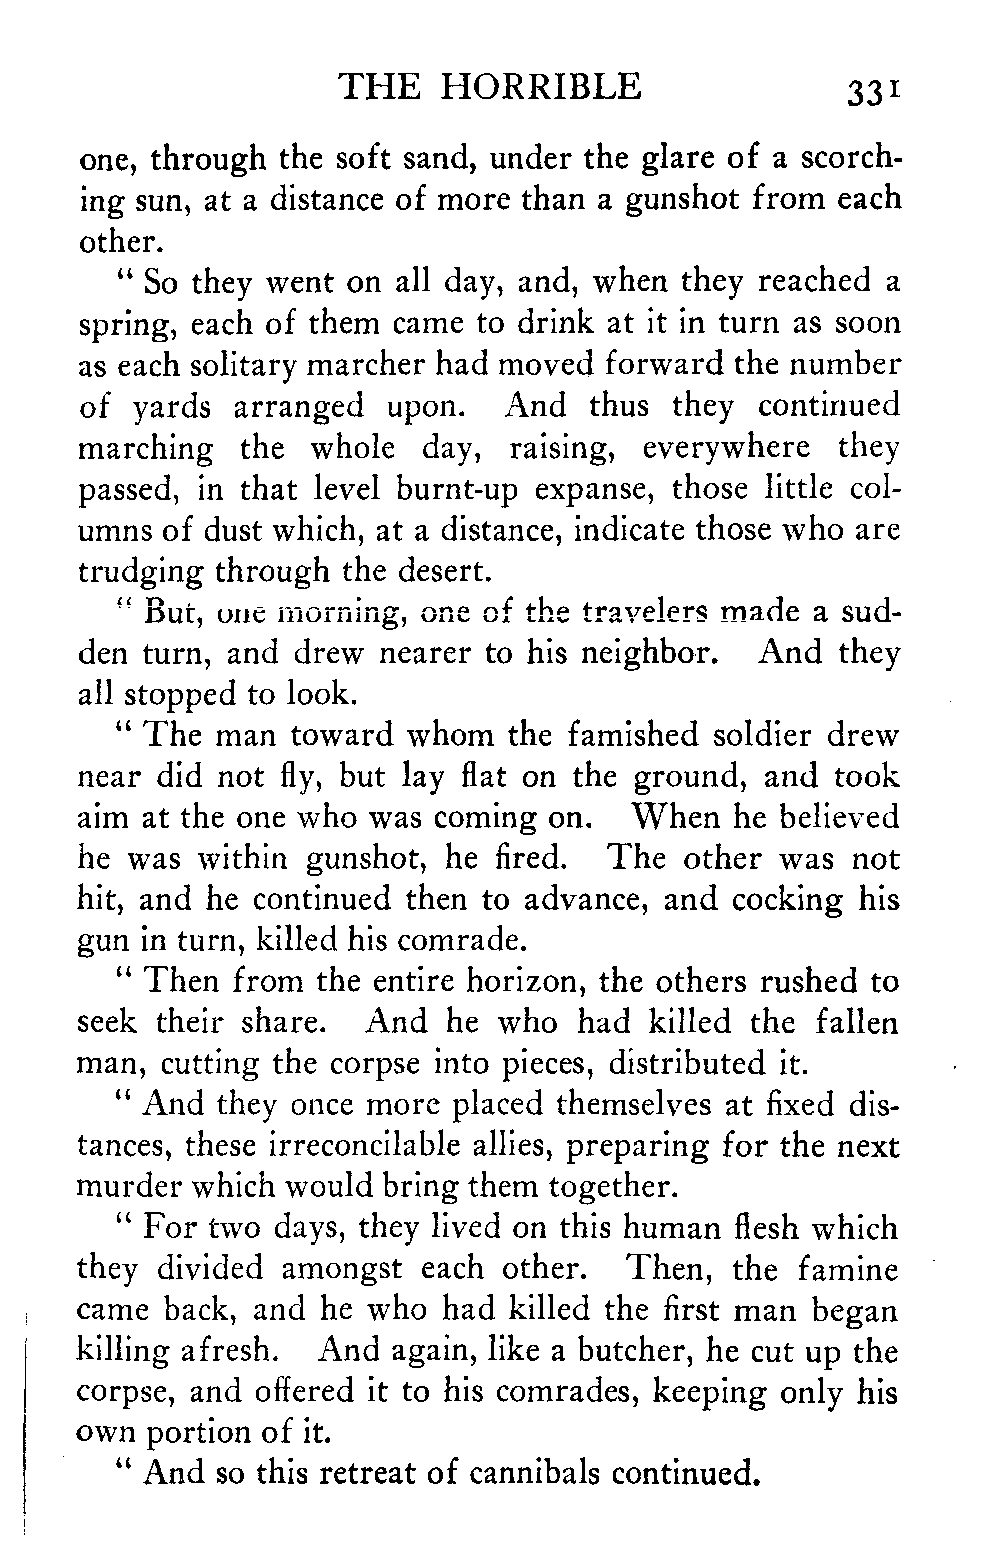 THE HORRIBLE 331
one, through the soft sand, under the glare of a scorch-
ing sun, at a distance of more than a gunshot from each
other.
“ So they went on all day, and, when they reached a
spring, each of them came to drink at it in turn as soon
as each solitary marcher had moved forward the number
of yards arranged upon. And thus they continued
marching the whole day, raising, everywhere they
passed, in that level burnt-up expanse, those little col-
umns of dust which, at a distance, indicate those who are
trudging through the desert.
“ But, one morning, one of the travelers made a sud-
den turn, and drew nearer to his neighbor. And they
all stopped to look.
“ The man toward whom the famished soldier drew
near did not fly, but lay flat on the ground, and took
aim at the one who was coming on. When he believed
he was within gunshot, he fired. The other was not
hit, and he continued then to advance, and cocking his
gun in turn, killed his comrade.
“ Then from the entire horizon, the others rushed to
seek their share. And he who had killed the fallen
man, cutting the corpse into pieces, distributed it.
“ And they once more placed themselves at fixed dis-
tances, these irreconcilable allies, preparing for the next
murder which would bring them together.
“ For two days, they lived on this human flesh which
they divided amongst each other. Then, the famine
came back, and he who had killed the first man began
killing afresh. And again, like a butcher, he cut up the
corpse, and offered it to his comrades, keeping only his
own portion of it.
“ And so this retreat of cannibals continued.